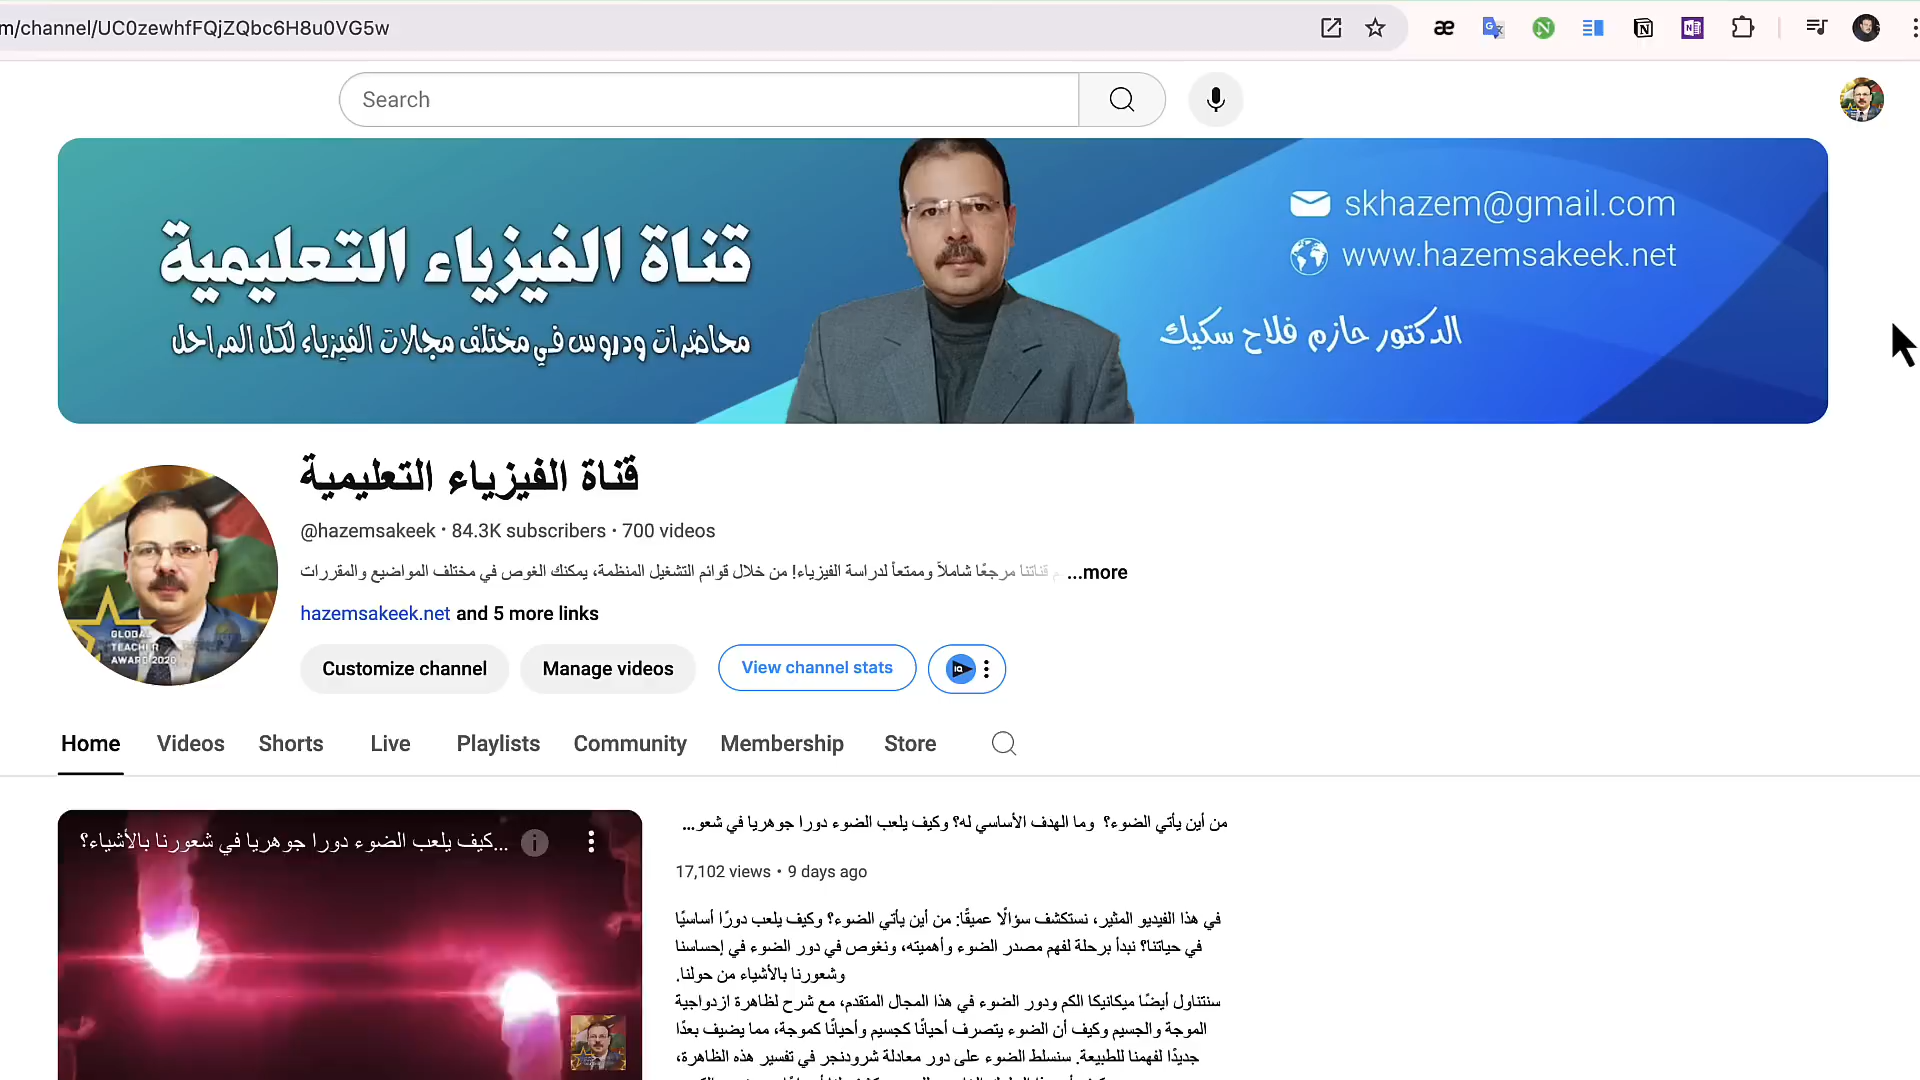 m/channel/UC0zewhfFQjZQbc6H8u0VG5w
Search
قناة الفيزياء التعليمية
محاضرات ودروس في مختلف مجالات الفيزياء لكل المراحل
skhazem@gmail.com
www.hazemsakeek.net
الدكتور حازم فلاح سكيك
GLOBAL
TEACHER
AWARD 2020
قناة الفيزياء التعليمية
@hazemsakeek · 84.3K subscribers · 700 videos
قناتنا مرجعًا شاملاً وممتعاً لدراسة الفيزياء! من خلال قوائم التشغيل المنظمة، يمكنك الغوص في مختلف المواضيع والمقررات ...more
hazemsakeek.net and 5 more links
Customize channel Manage videos View channel stats
Home Videos Shorts Live Playlists Community Membership Store
كيف يلعب الضوء دورا جوهريا في شعورنا بالأشياء؟...
من أين يأتي الضوء؟ وما الهدف الأساسي له؟ وكيف يلعب الضوء دورا جوهريا في شعو...
17,102 views • 9 days ago
في هذا الفيديو المثير، نستكشف سؤالًا عميقًا: من أين يأتي الضوء؟ وكيف يلعب دورًا أساسيًا
في حياتنا؟ نبدأ برحلة لفهم مصدر الضوء وأهميته، ونغوص في دور الضوء في إحساسنا
وشعورنا بالأشياء من حولنا.
سنتناول أيضًا ميكانيكا الكم ودور الضوء في هذا المجال المتقدم، مع شرح لظاهرة ازدواجية
الموجة والجسيم وكيف أن الضوء يتصرف أحيانًا كجسيم وأحيانًا كموجة، مما يضيف بعدًا
جديدًا لفهمنا للطبيعة. سنسلط الضوء على دور معادلة شرودنجر في تفسير هذه الظاهرة،